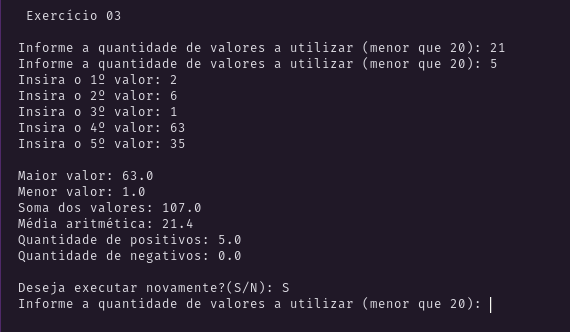 Exercício 03
Informe a quantidade de valores a utilizar (menor que 20): 21
Informe a quantidade de valores a utilizar (menor que 20): 5
Insira o 1º valor: 2
Insira o 2º valor: 6
Insira o 3º valor: 1
Insira o 4º valor: 63
Insira o 5º valor: 35
Maior valor: 63.0
Menor valor: 1.0
Soma dos valores: 107.0
Média aritmética: 21.4
Quantidade de positivos: 5.0
Quantidade de negativos: 0.0
Deseja executar novamente?(S/N): S
Informe a quantidade de valores a utilizar (menor que 20):